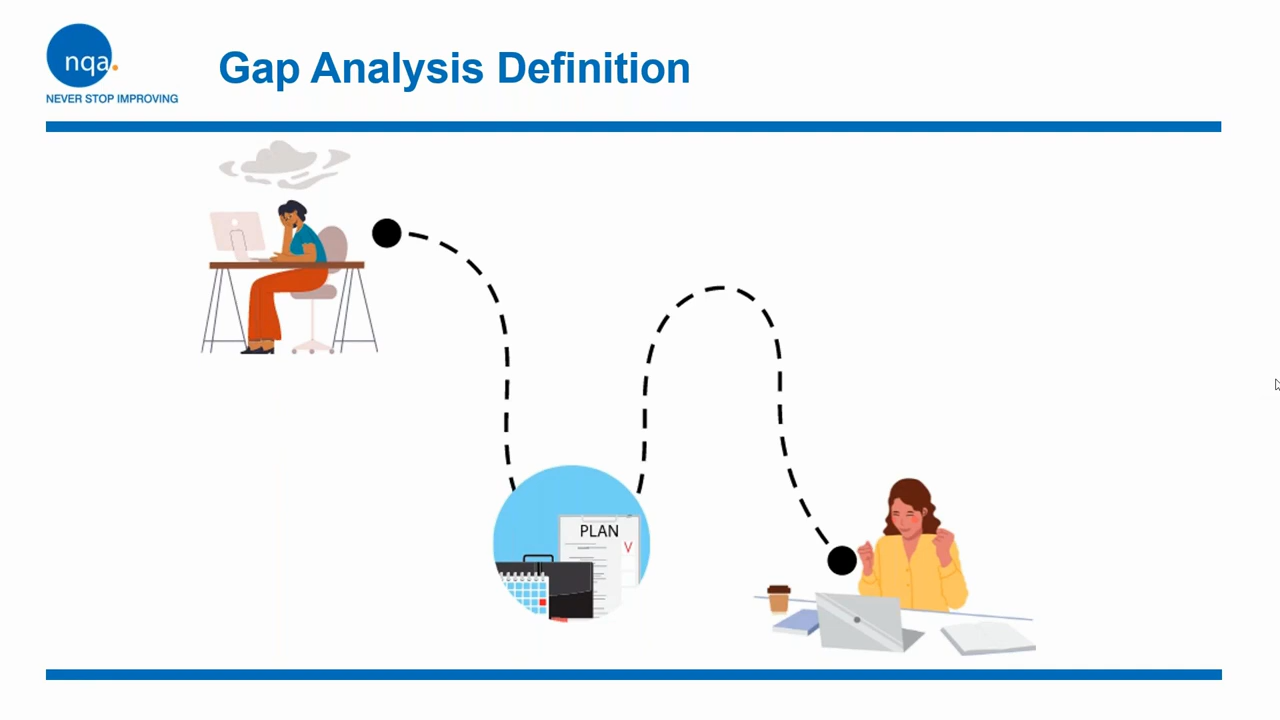 nqa.
NEVER STOP IMPROVING
Gap Analysis Definition
PLAN
V